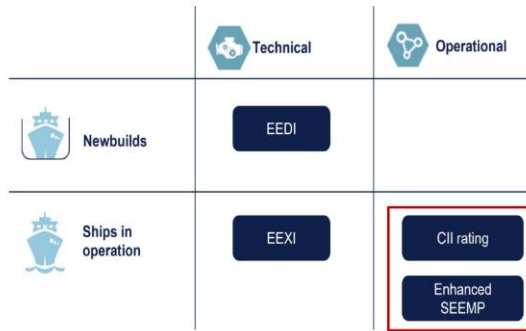 Technical
Operational
Newbuilds
EEDI
Ships in
operation
EEXI
CII rating
Enhanced
SEEMP